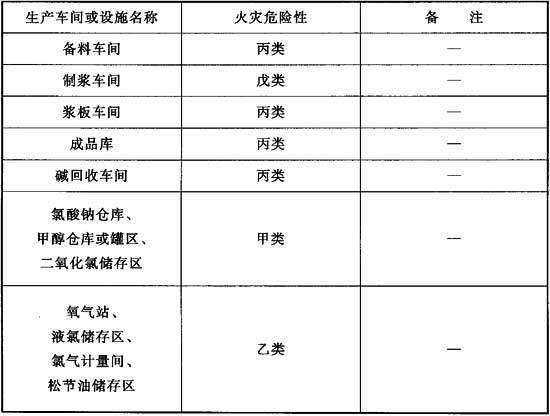 生产车间或设施名称 火灾危险性 备 注
备料车间 丙类 —
制浆车间 戊类 —
浆板车间 丙类 —
成品库 丙类 —
碱回收车间 丙类 —
氯酸钠仓库、
甲醇仓库或罐区、 甲类 —
二氧化氯储存区
氧气站、
液氯储存区、
氯气计量间、 乙类 —
松节油储存区